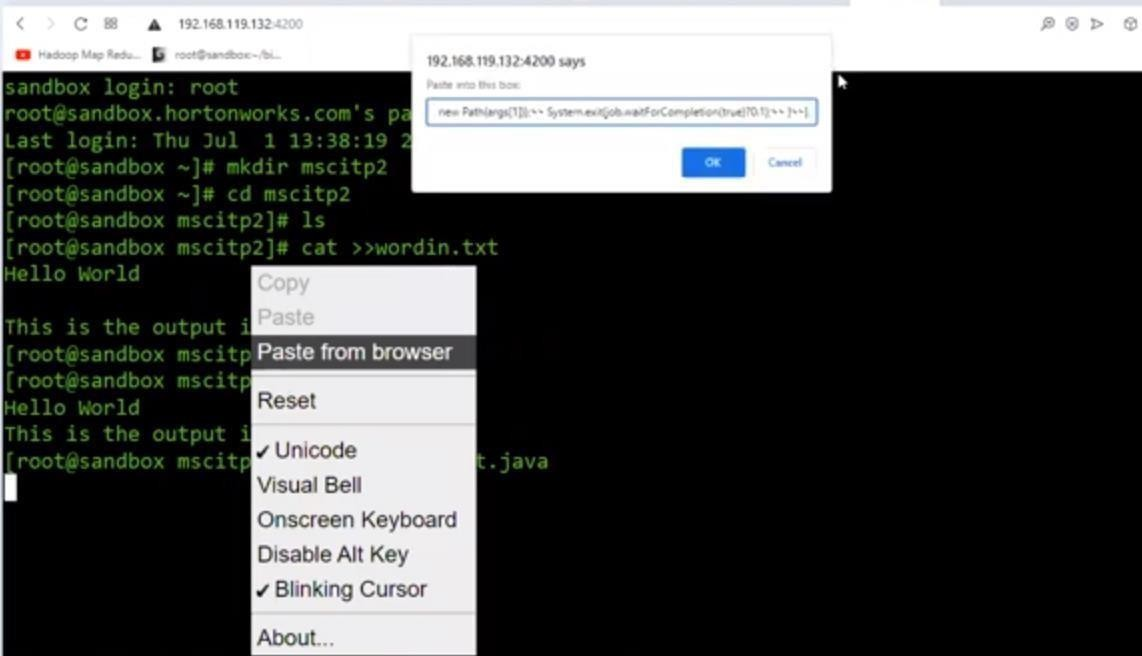 192.168.119.132:4200
Hadoop Map Redu...
root@sandbox:~/bi...
192.168.119.132:4200 says
Paste into this box:
new Path(args[1]));~~ System.exit(job.waitForCompletion(true)?0:1);~~ }~~}
OK
Cancel
sandbox login: root
root@sandbox.hortonworks.com's pa
Last login: Thu Jul 1 13:38:19 2
[root@sandbox ~]# mkdir mscitp2
[root@sandbox ~]# cd mscitp2
[root@sandbox mscitp2]# ls
[root@sandbox mscitp2]# cat >>wordin.txt
Hello World
This is the output i
[root@sandbox mscitp
[root@sandbox mscitp
Hello World
This is the output i
[root@sandbox mscitp t.java
Copy
Paste
Paste from browser
Reset
✓ Unicode
Visual Bell
Onscreen Keyboard
Disable Alt Key
✓ Blinking Cursor
About...